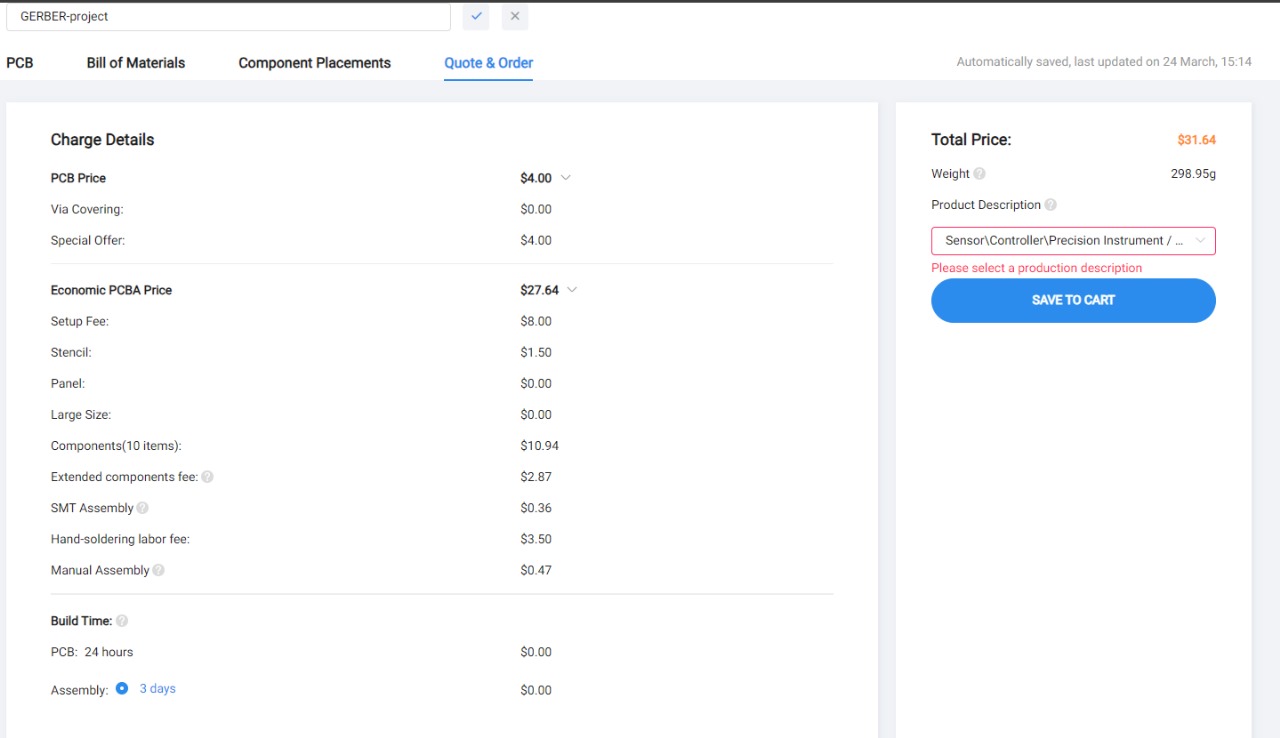 GERBER-project
PCB Bill of Materials Component Placements Quote & Order Automatically saved, last updated on 24 March, 15:14
Charge Details
PCB Price $4.00
Via Covering: $0.00
Special Offer: $4.00
Economic PCBA Price $27.64
Setup Fee: $8.00
Stencil: $1.50
Panel: $0.00
Large Size: $0.00
Components(10 items): $10.94
Extended components fee: $2.87
SMT Assembly $0.36
Hand-soldering labor fee: $3.50
Manual Assembly $0.47
Build Time:
PCB: 24 hours $0.00
Assembly: 3 days $0.00
Total Price: $31.64
Weight 298.95g
Product Description
Sensor\Controller\Precision Instrument / ...
Please select a production description
SAVE TO CART